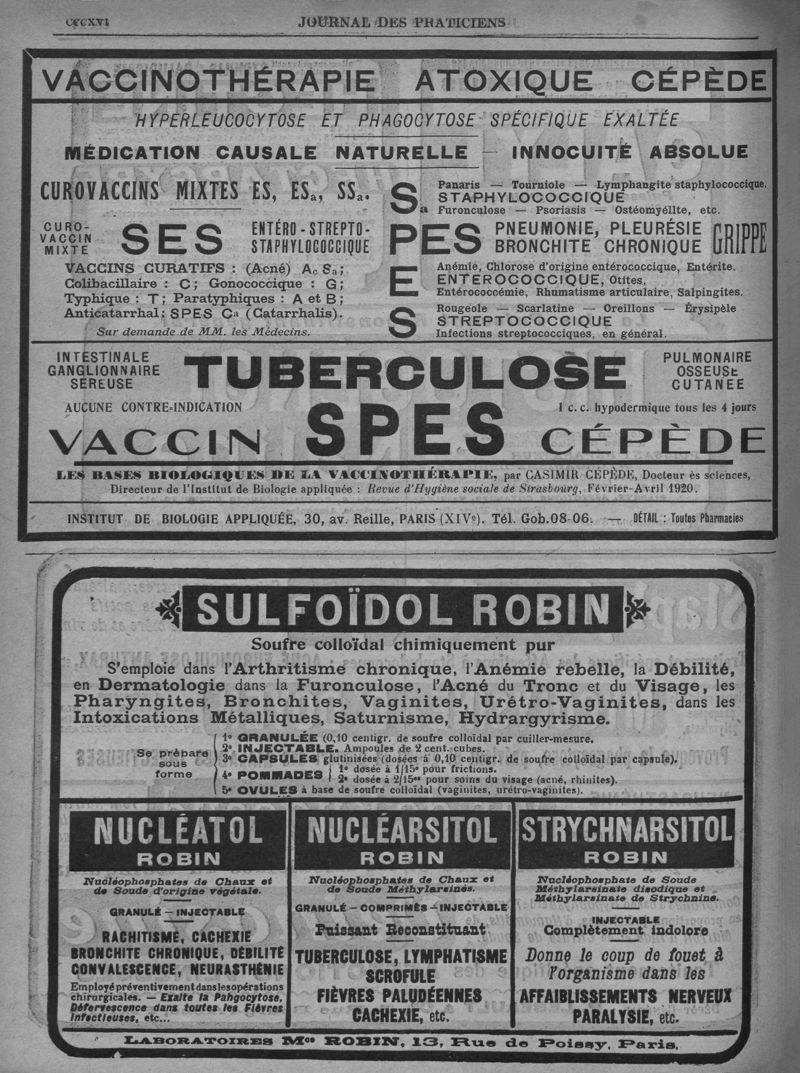 CCCXVI
JOURNAL DES PRATICIENS
VACCINOTHÉRAPIE ATOXIQUE CÉPÈDE
HYPERLEUCOCYTOSE ET PHAGOCYTOSE SPÉCIFIQUE EXALTÉE
MÉDICATION CAUSALE NATURELLE — INNOCUITÉ ABSOLUE
CUROVACCINS MIXTES ES, ESa, SSa.
CURO-
VACCIN
MIXTE
SES
ENTÉRO-STREPTO-
STAPHYLOCOCCIQUE
VACCINS CURATIFS : (Acné) Ac Sa;
Colibacillaire : C; Gonococcique : G;
Typhique : T; Paratyphiques : A et B;
Anticatarrhal: SPES Ca (Catarrhalis).
Sur demande de MM. les Médecins.
Sa
Panaris — Tourniole — Lymphangite staphylococcique.
STAPHYLOCOCCIQUE
Furonculose — Psoriasis — Ostéomyélite, etc.
PES
PNEUMONIE, PLEURÉSIE
BRONCHITE CHRONIQUE
GRIPPE
E
Anémie, Chlorose d'origine entérococcique, Entérite.
ENTEROCOCCIQUE, Otites.
Entérococcémie, Rhumatisme articulaire, Salpingites.
S
Rougeole — Scarlatine — Oreillons — Érysipèle
STREPTOCOCCIQUE
Infections streptococciques, en général.
INTESTINALE
GANGLIONNAIRE
SÉREUSE
TUBERCULOSE
PULMONAIRE
OSSEUSE
CUTANÉE
AUCUNE CONTRE-INDICATION
1 c. c. hypodermique tous les 4 jours
VACCIN SPES CÉPÈDE
LES BASES BIOLOGIQUES DE LA VACCINOTHÉRAPIE, par CASIMIR CÉPÈDE, Docteur ès sciences,
Directeur de l'Institut de Biologie appliquée : Revue d'Hygiène sociale de Strasbourg, Février-Avril 1920.
INSTITUT DE BIOLOGIE APPLIQUÉE, 30, av. Reille, PARIS (XIVe). Tél. Gob.08-06. — DÉTAIL : Toutes Pharmacies
SULFOÏDOL ROBIN
Soufre colloïdal chimiquement pur
S'emploie dans l'Arthritisme chronique, l'Anémie rebelle, la Débilité,
en Dermatologie dans la Furonculose, l'Acné du Tronc et du Visage, les
Pharyngites, Bronchites, Vaginites, Urétro-Vaginites, dans les
Intoxications Métalliques, Saturnisme, Hydrargyrisme.
Se prépare
sous
forme
1o GRANULÉE (0,10 centigr. de soufre colloïdal par cuiller-mesure.
2o INJECTABLE. Ampoules de 2 cent. cubes.
3o CAPSULES glutinisées (dosées à 0,10 centigr. de soufre colloïdal par capsule).
4o POMMADES
1o dosée à 1/15e pour frictions.
2o dosée à 2/15es pour soins du visage (acné, rhinites).
5o OVULES à base de soufre colloïdal (vaginites, urétro-vaginites).
NUCLÉATOL
ROBIN
Nucléophosphates de Chaux et
de Soude d'origine végétale.
GRANULÉ — INJECTABLE
RACHITISME, CACHEXIE
BRONCHITE CHRONIQUE, DÉBILITÉ
CONVALESCENCE, NEURASTHÉNIE
Employé préventivement dans les opérations
chirurgicales. — Exalte la Pahgocytose,
Défervescence dans toutes les Fièvres
Infectieuses, etc...
NUCLÉARSITOL
ROBIN
Nucléophosphates de Chaux et
de Soude Méthylarsinés.
GRANULÉ — COMPRIMÉS — INJECTABLE
Puissant Reconstituant
TUBERCULOSE, LYMPHATISME
SCROFULE
FIÈVRES PALUDÉENNES
CACHEXIE, etc.
STRYCHNARSITOL
ROBIN
Nucléophosphate de Soude
Méthylarsinate disodique et
Méthylarsinate de Strychnine.
INJECTABLE
Complètement indolore
Donne le coup de fouet à
l'organisme dans les
AFFAIBLISSEMENTS NERVEUX
PARALYSIE, etc.
LABORATOIRES Mce ROBIN, 13, Rue de Poissy, Paris.